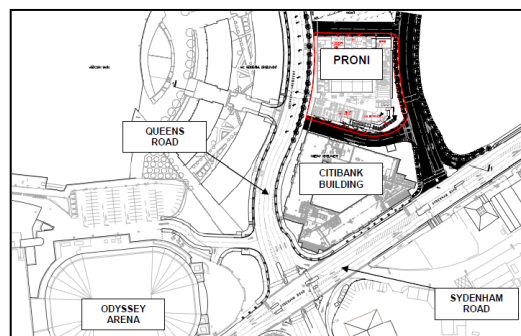 PRONI
QUEENS
ROAD
CITIBANK
BUILDING
ODYSSEY
ARENA
SYDENHAM
ROAD